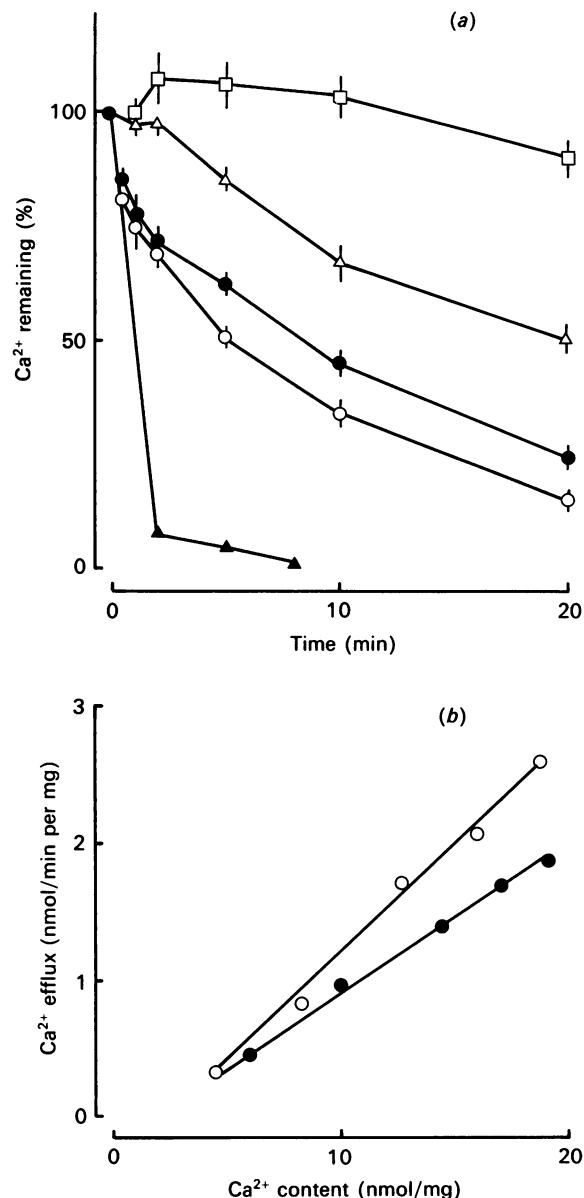 (a)
100
50
0
Ca²⁺ remaining (%)
0 10 20
Time (min)
(b)
3
2
1
0
Ca²⁺ efflux (nmol/min per mg)
0 10 20
Ca²⁺ content (nmol/mg)